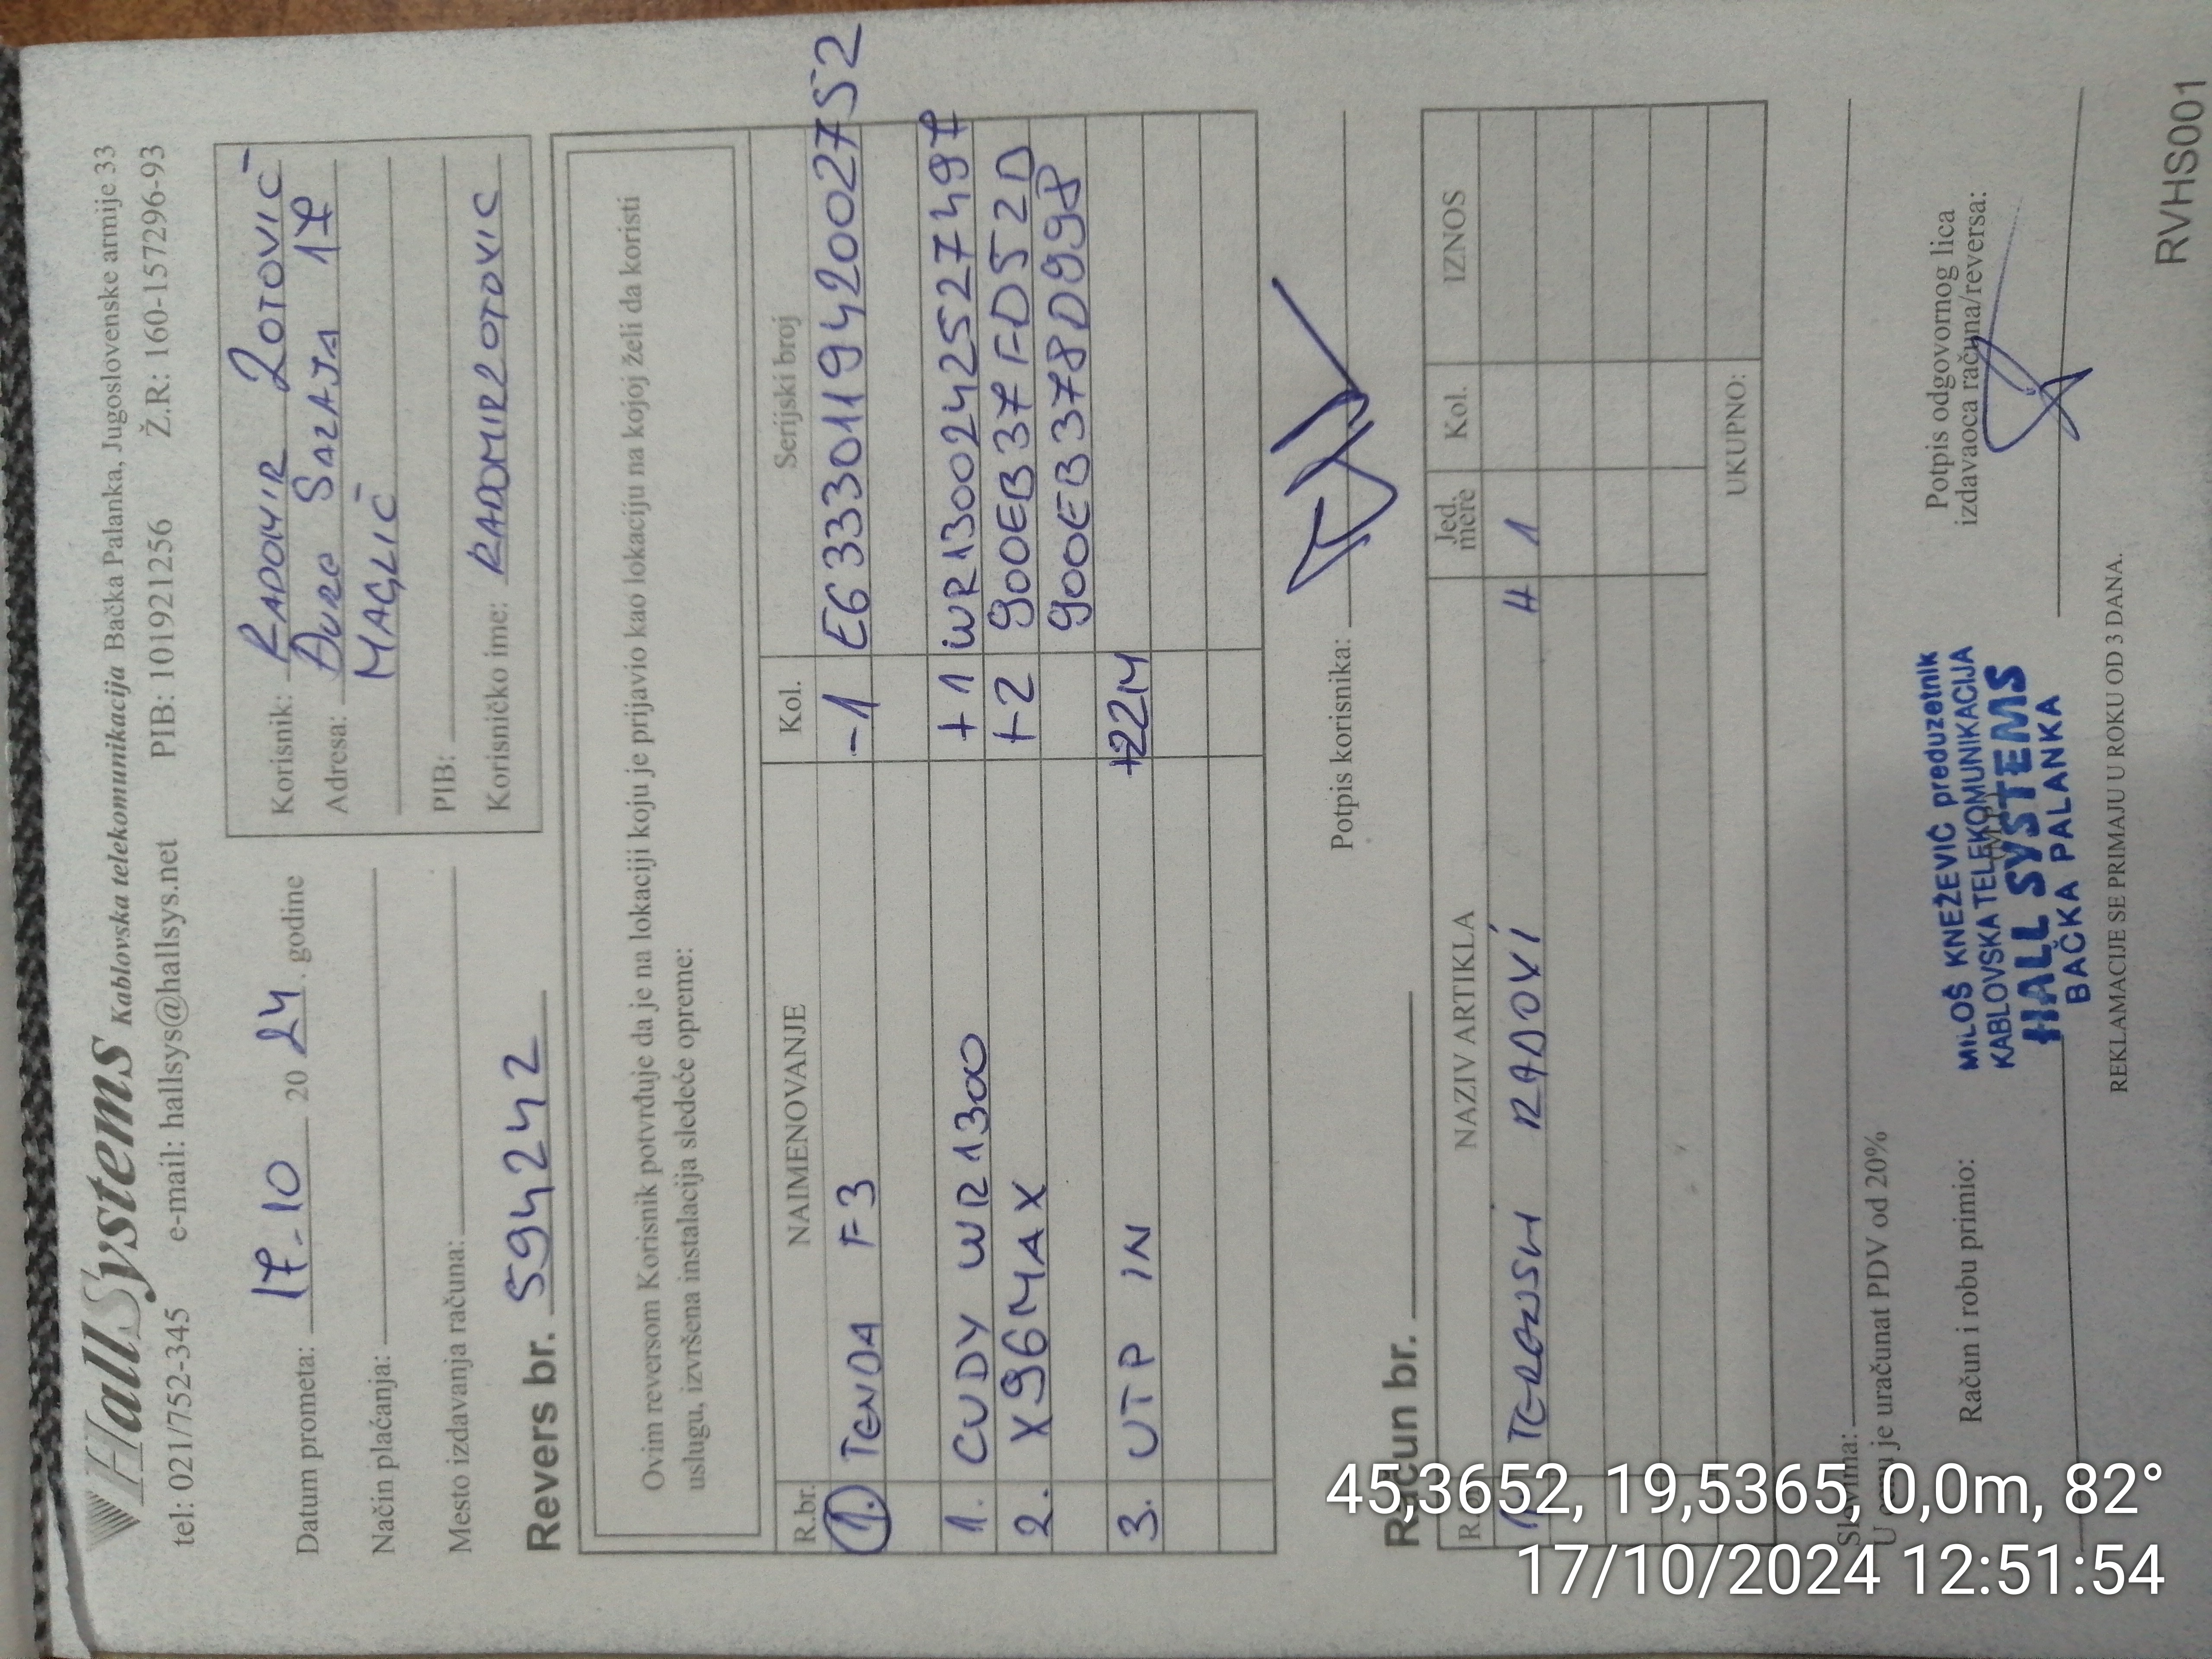 HallSystems Kablovska telekomunikacija Bačka Palanka, Jugoslovenske armije 33
tel: 021/752-345 e-mail: hallsys@hallsys.net PIB: 101921256 Ž.R: 160-157296-93
Datum prometa: 17-10 20 24. godine
Način plaćanja:
Mesto izdavanja računa:
Korisnik: RADOMIR ZOTOVIĆ
Adresa: ĐURE SALAJA 17
MAGLIĆ
PIB:
Korisničko ime: RADOMIRZOTOVIC
Revers br. 594242
Ovim reversom Korisnik potvrđuje da je na lokaciji koju je prijavio kao lokaciju na kojoj želi da koristi
uslugu, izvršena instalacija sledeće opreme:
R.br. NAIMENOVANJE Kol. Serijski broj
1. TENDA F3 -1 E6333011942002752
1. CUDY WR1300 +1 WR1300242527497
2. X96MAX +2 900EB37FD52D
900EB378D998
3. UTP IN +22M
Potpis korisnika:
Račun br.
NAZIV ARTIKLA Jed. mere Kol. IZNOS
1. TERENSKI RADOVI H 1
UKUPNO:
Slovima:
U cenu je uračunat PDV od 20%
Račun i robu primio:
MILOŠ KNEŽEVIĆ preduzetnik
KABLOVSKA TELEKOMUNIKACIJA
HALL SYSTEMS
BAČKA PALANKA
Potpis odgovornog lica
izdavaoca računa/reversa:
REKLAMACIJE SE PRIMAJU U ROKU OD 3 DANA.
RVHS001
45,3652, 19,5365, 0,0m, 82°
17/10/2024 12:51:54